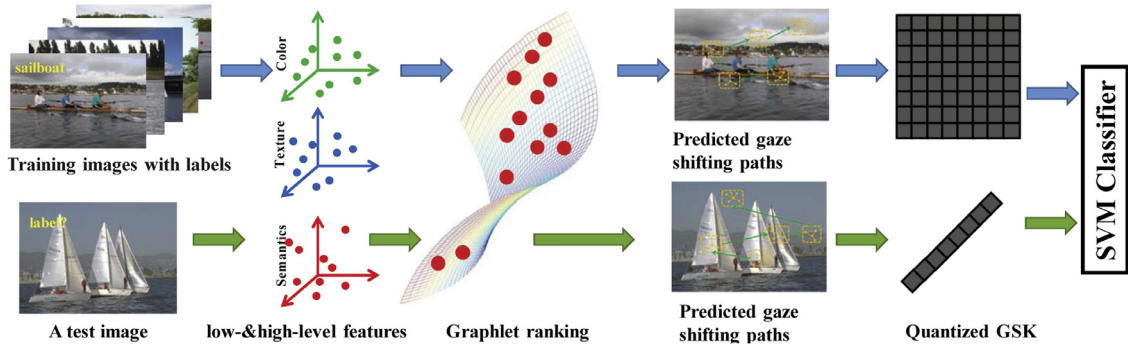 sailboat
Training images with labels
label?
A test image
Color
Texture
Semantics
low-&high-level features
Graphlet ranking
Predicted gaze
shifting paths
Predicted gaze
shifting paths
Quantized GSK
SVM Classifier